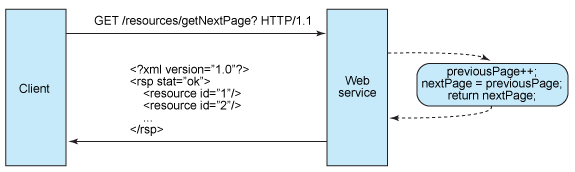 GET /resources/getNextPage? HTTP/1.1
Client
<?xml version="1.0"?>
<rsp stat="ok">
<resource id="1"/>
<resource id="2"/>
...
</rsp>
Web
service
previousPage++;
nextPage = previousPage;
return nextPage;